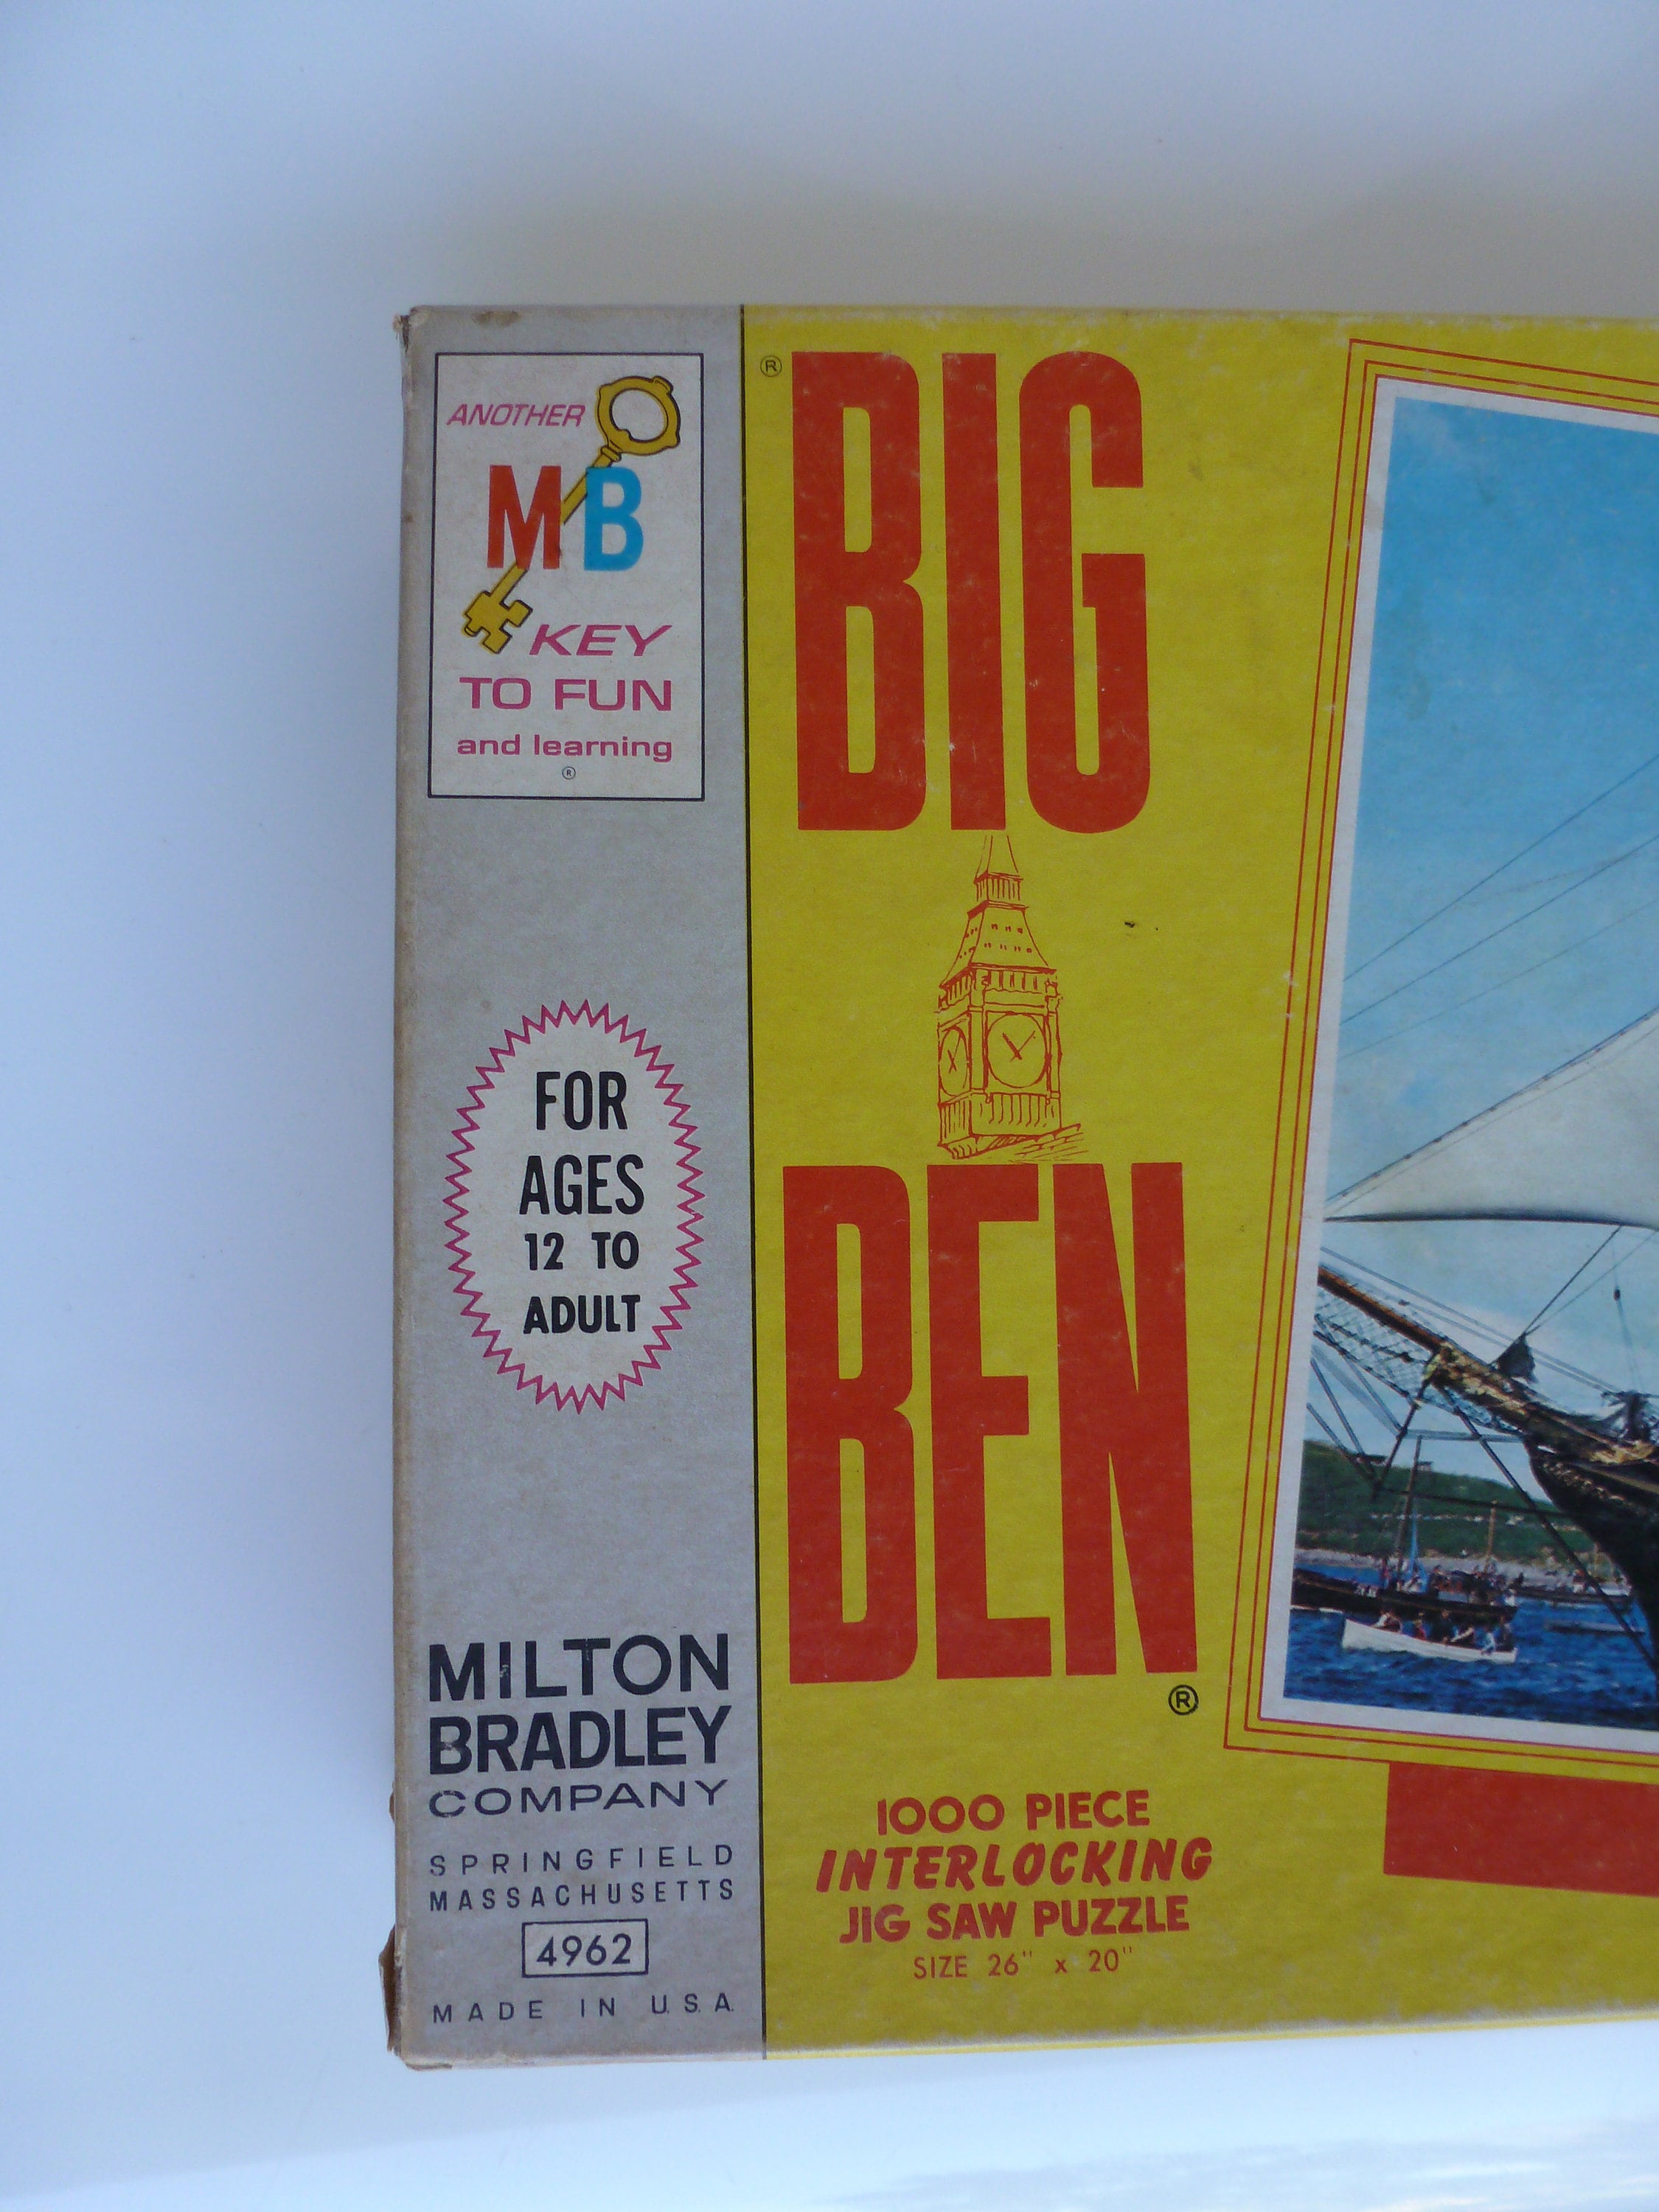 ANOTHER
MB
KEY
TO FUN
and learning
®
FOR
AGES
12 TO
ADULT
MILTON
BRADLEY
COMPANY
SPRINGFIELD
MASSACHUSETTS
4962
MADE IN U.S.A.
® BIG
BEN
®
1000 PIECE
INTERLOCKING
JIG SAW PUZZLE
SIZE 26" x 20"